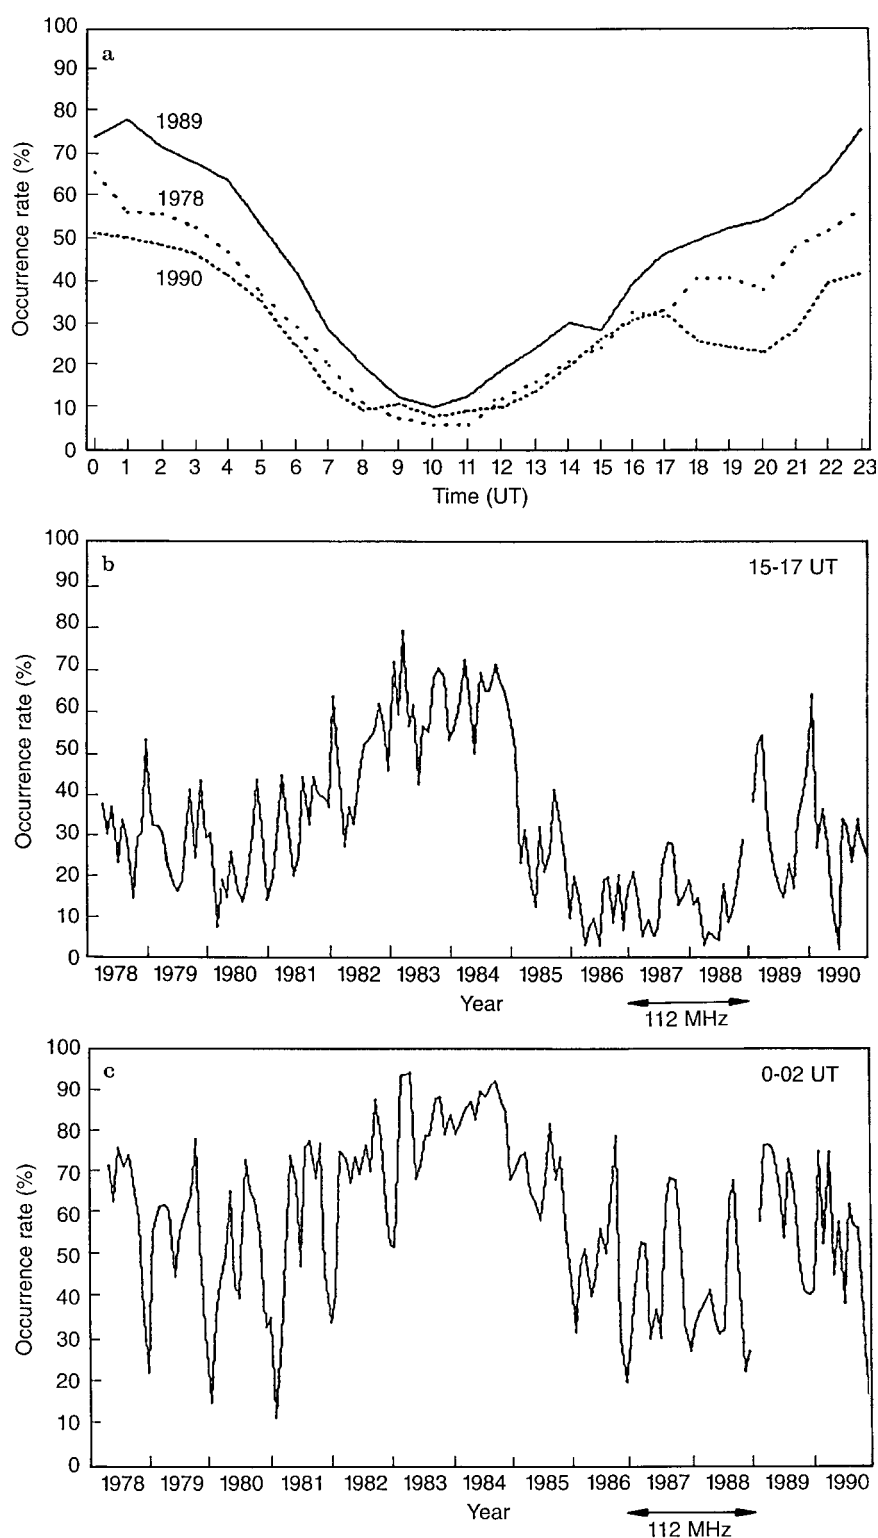 100
90
80
70
60
50
40
30
20
10
0
Occurrence rate (%)
a
1989
1978
1990
0 1 2 3 4 5 6 7 8 9 10 11 12 13 14 15 16 17 18 19 20 21 22 23
Time (UT)
100
90
80
70
60
50
40
30
20
10
0
Occurrence rate (%)
b
15-17 UT
1978 1979 1980 1981 1982 1983 1984 1985 1986 1987 1988 1989 1990
Year
112 MHz
100
90
80
70
60
50
40
30
20
10
0
Occurrence rate (%)
c
0-02 UT
1978 1979 1980 1981 1982 1983 1984 1985 1986 1987 1988 1989 1990
Year
112 MHz